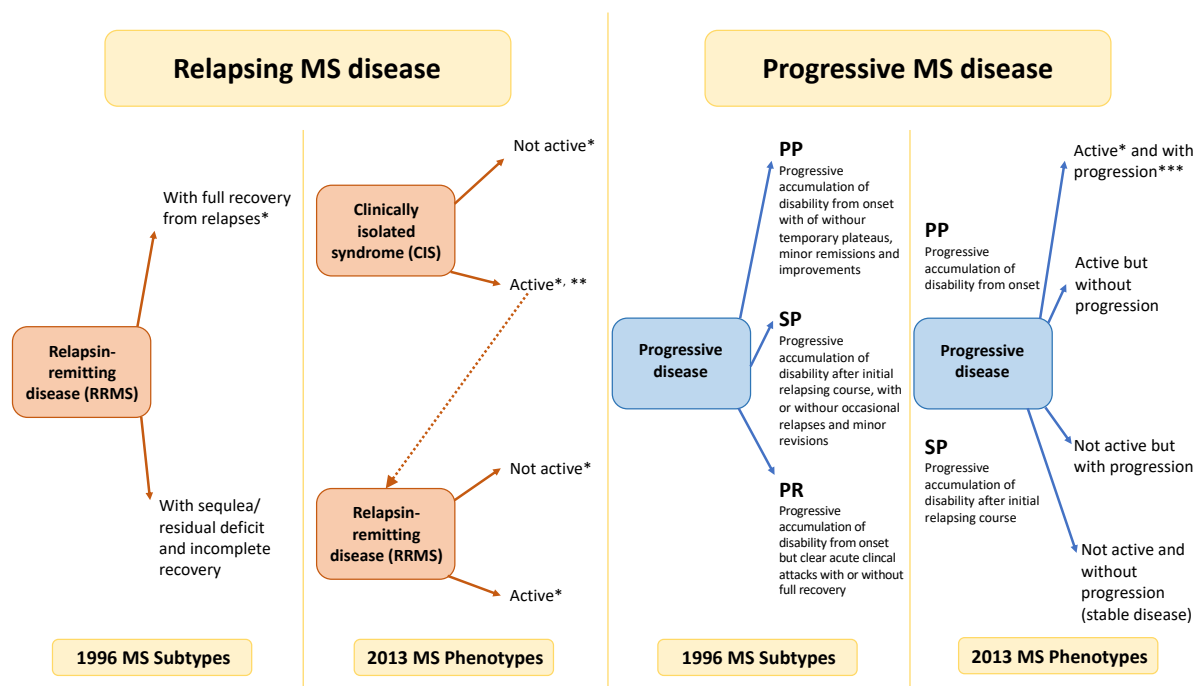 Relapsing MS disease
With full recovery
from relapses*
Relapsin-
remitting
disease (RRMS)
With sequlea/
residual deficit
and incomplete
recovery
1996 MS Subtypes
Not active*
Clinically
isolated
syndrome (CIS)
Active*, **
Not active*
Relapsin-
remitting
disease (RRMS)
Active*
2013 MS Phenotypes
Progressive MS disease
PP
Progressive
accumulation of
disability from onset
with of withour
temporary plateaus,
minor remissions and
improvements
Progressive
disease
SP
Progressive
accumulation of
disability after initial
relapsing course, with
or withour occasional
relapses and minor
revisions
PR
Progressive
accumulation of
disability from onset
but clear acute clincal
attacks with or without
full recovery
1996 MS Subtypes
Active* and with
progression***
PP
Progressive
accumulation of
disability from onset
Active but
without
progression
Progressive
disease
Not active but
with progression
SP
Progressive
accumulation of
disability after initial
relapsing course
Not active and
without
progression
(stable disease)
2013 MS Phenotypes